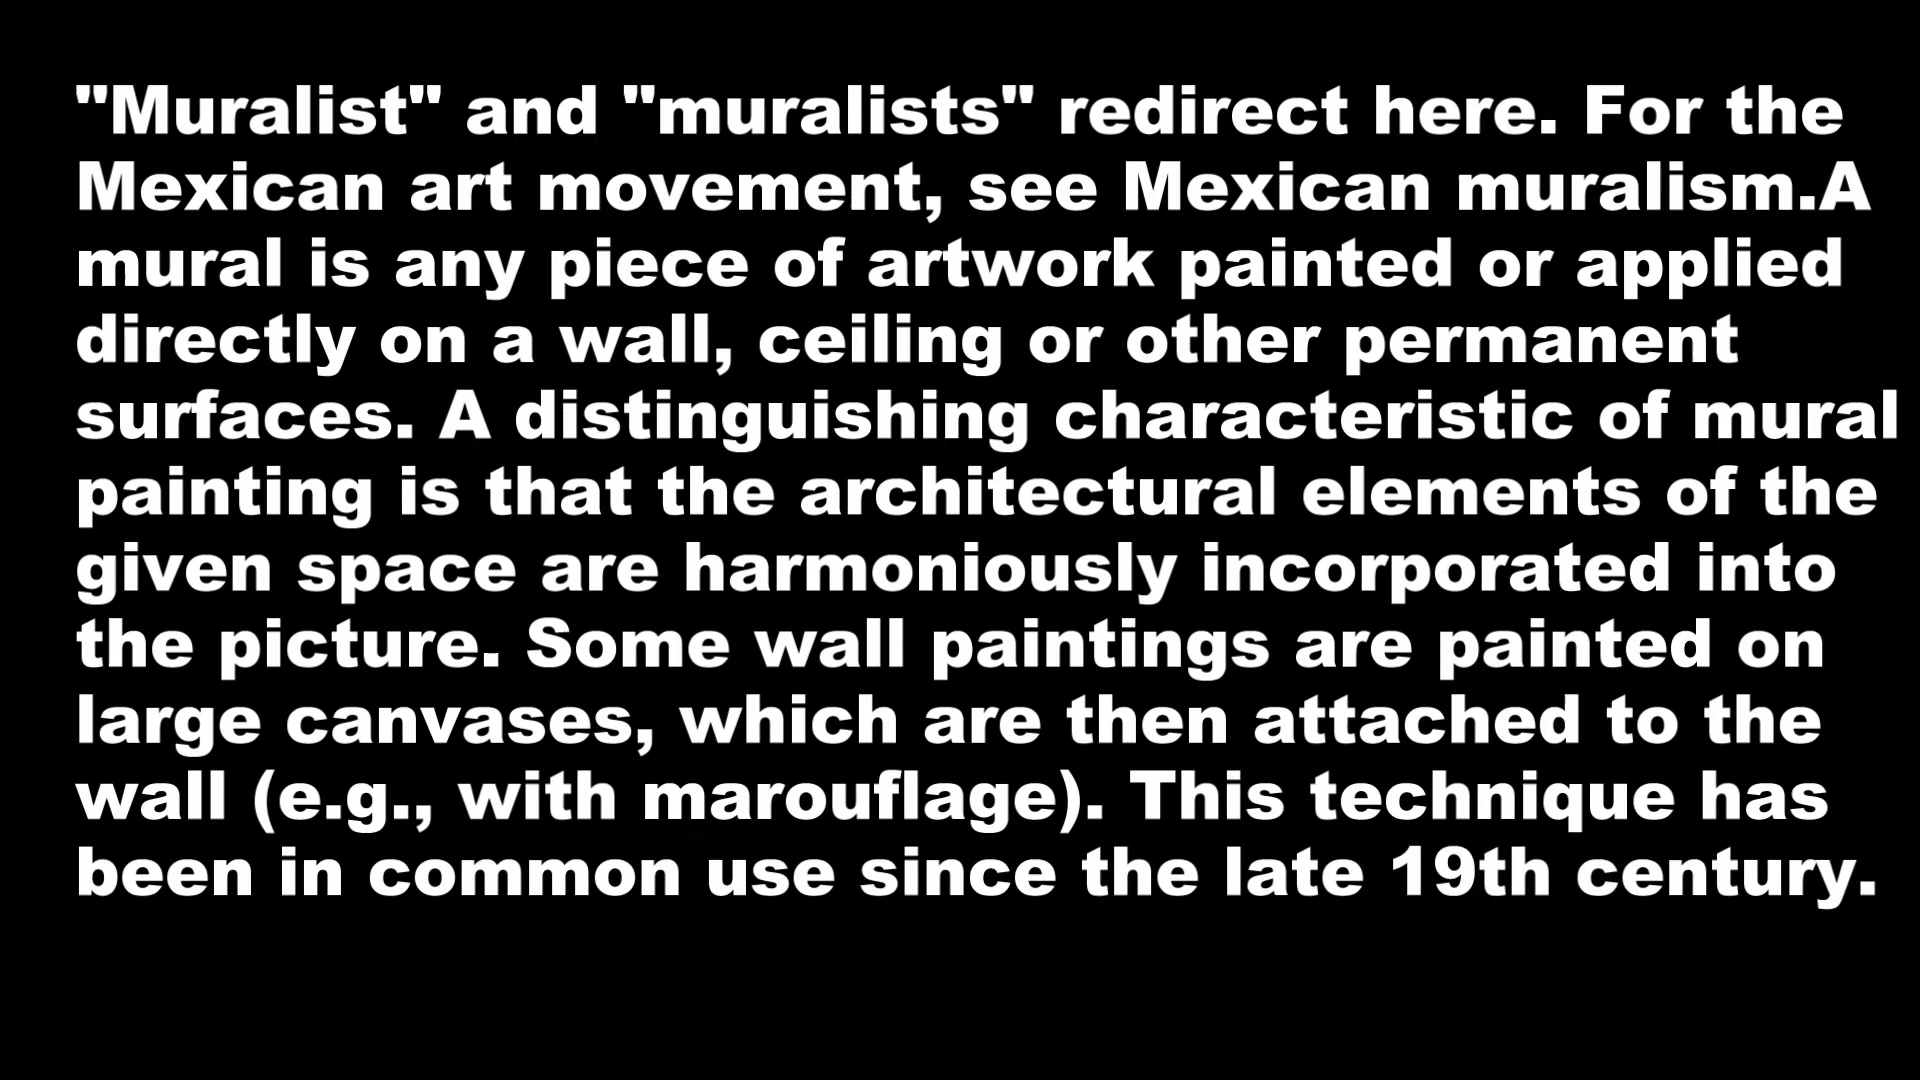 "Muralist" and "muralists" redirect here. For the
Mexican art movement, see Mexican muralism.A
mural is any piece of artwork painted or applied
directly on a wall, ceiling or other permanent
surfaces. A distinguishing characteristic of mural
painting is that the architectural elements of the
given space are harmoniously incorporated into
the picture. Some wall paintings are painted on
large canvases, which are then attached to the
wall (e.g., with marouflage). This technique has
been in common use since the late 19th century.